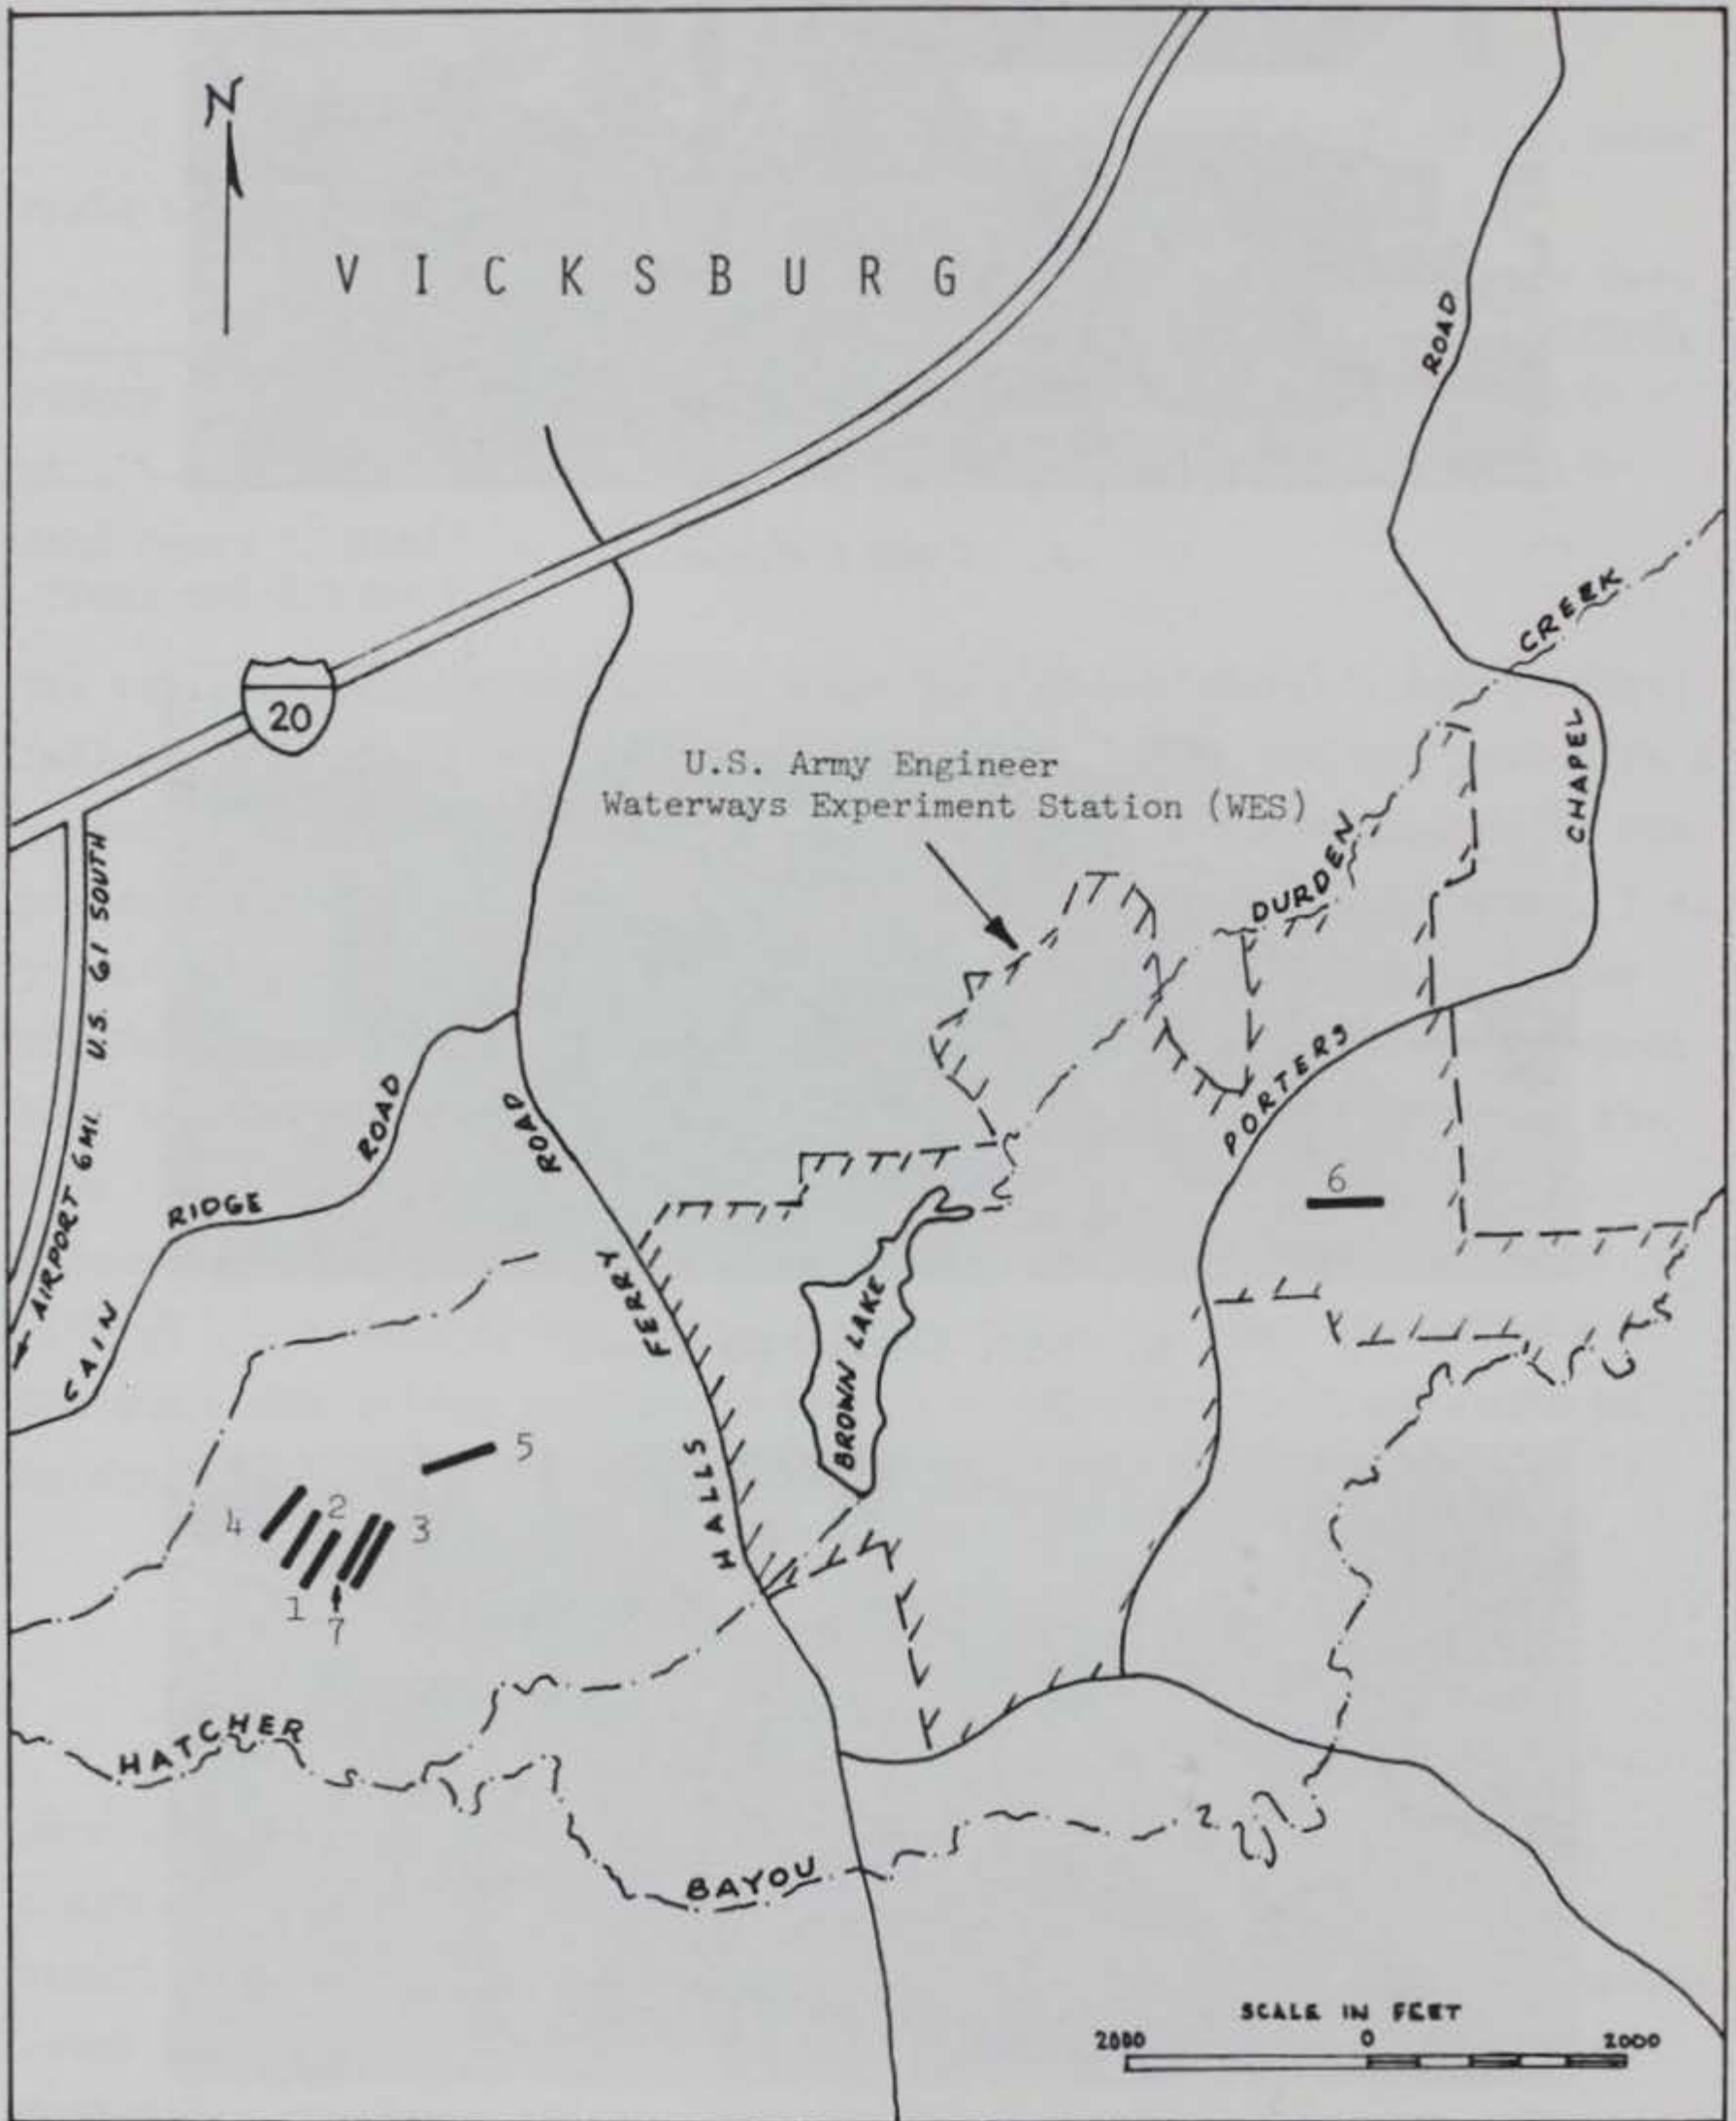 N
VICKSBURG
ROAD
CREEK
20
CHAPEL
U.S. Army Engineer
Waterways Experiment Station (WES)
DURDEN
U.S. 61 SOUTH
AIRPORT 6 MI.
PORTERS
ROAD
ROAD
RIDGE
CAIN
6
FERRY
BROWN LAKE
HALLS
5
4
2
3
1
7
HATCHER
BAYOU
SCALE IN FEET
2000 0 2000